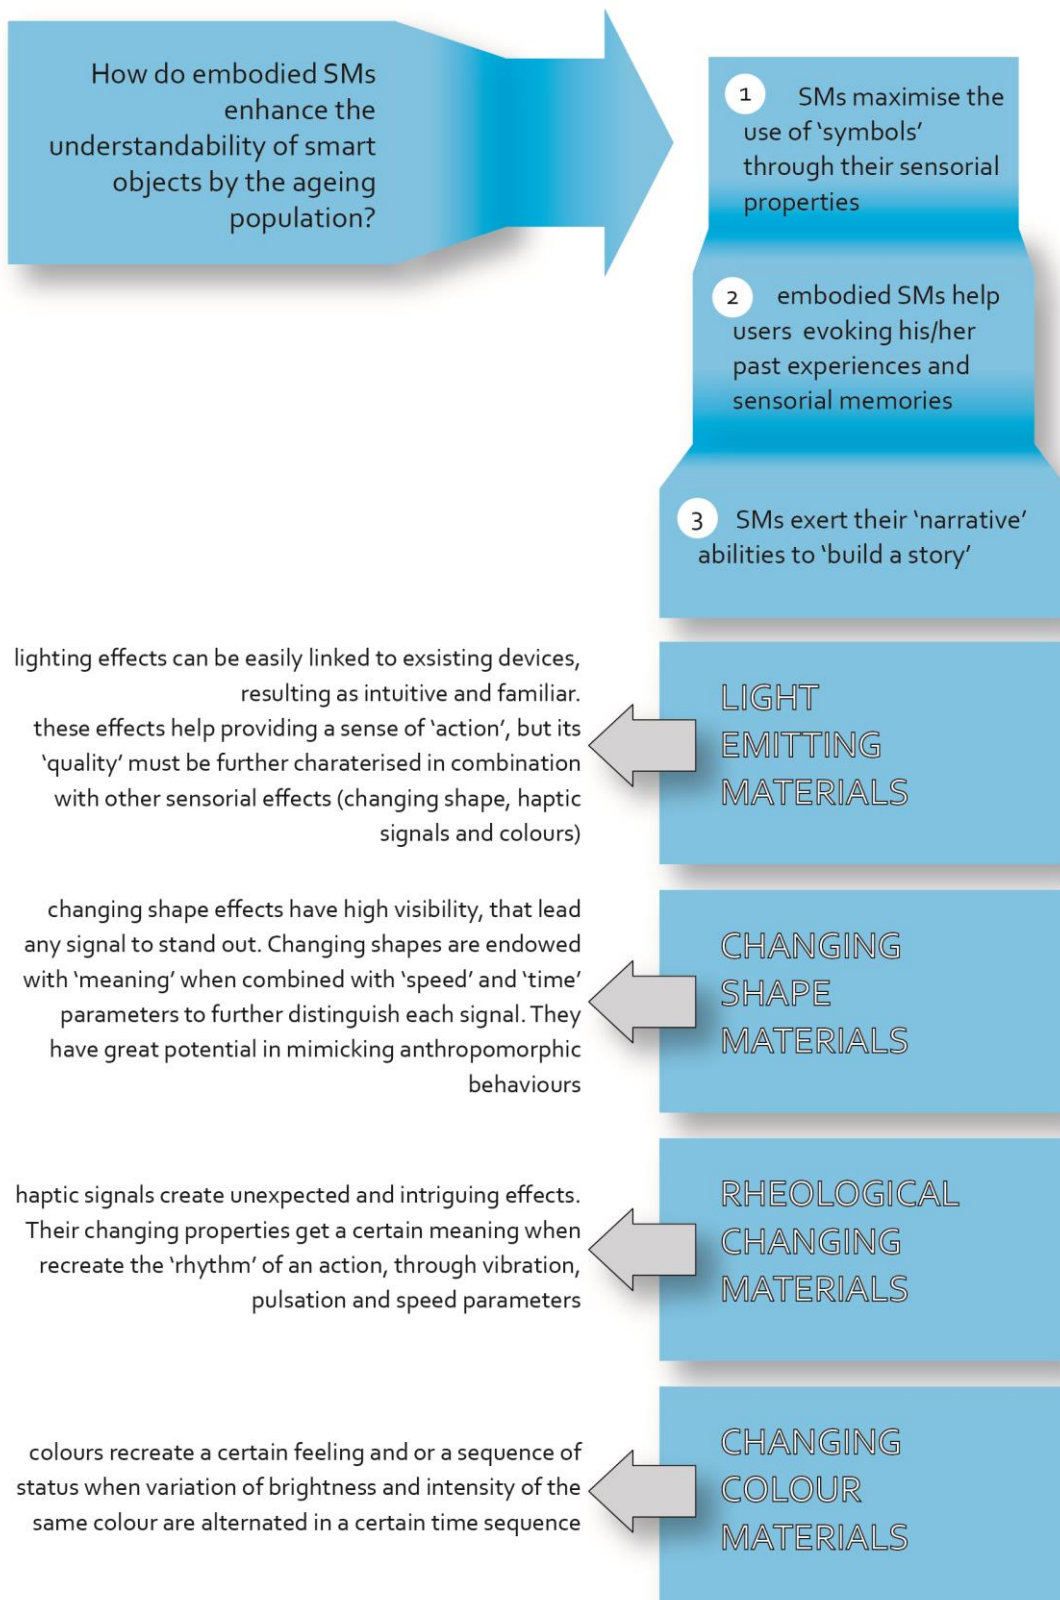 How do embodied SMs
enhance the
understandability of smart
objects by the ageing
population?
1 SMs maximise the
use of ‘symbols’
through their sensorial
properties
2 embodied SMs help
users evoking his/her
past experiences and
sensorial memories
3 SMs exert their ‘narrative’
abilities to ‘build a story’
lighting effects can be easily linked to exsisting devices,
resulting as intuitive and familiar.
these effects help providing a sense of ‘action’, but its
‘quality’ must be further charaterised in combination
with other sensorial effects (changing shape, haptic
signals and colours)
LIGHT
EMITTING
MATERIALS
changing shape effects have high visibility, that lead
any signal to stand out. Changing shapes are endowed
with ‘meaning’ when combined with ‘speed’ and ‘time’
parameters to further distinguish each signal. They
have great potential in mimicking anthropomorphic
behaviours
CHANGING
SHAPE
MATERIALS
haptic signals create unexpected and intriguing effects.
Their changing properties get a certain meaning when
recreate the ‘rhythm’ of an action, through vibration,
pulsation and speed parameters
RHEOLOGICAL
CHANGING
MATERIALS
colours recreate a certain feeling and or a sequence of
status when variation of brightness and intensity of the
same colour are alternated in a certain time sequence
CHANGING
COLOUR
MATERIALS